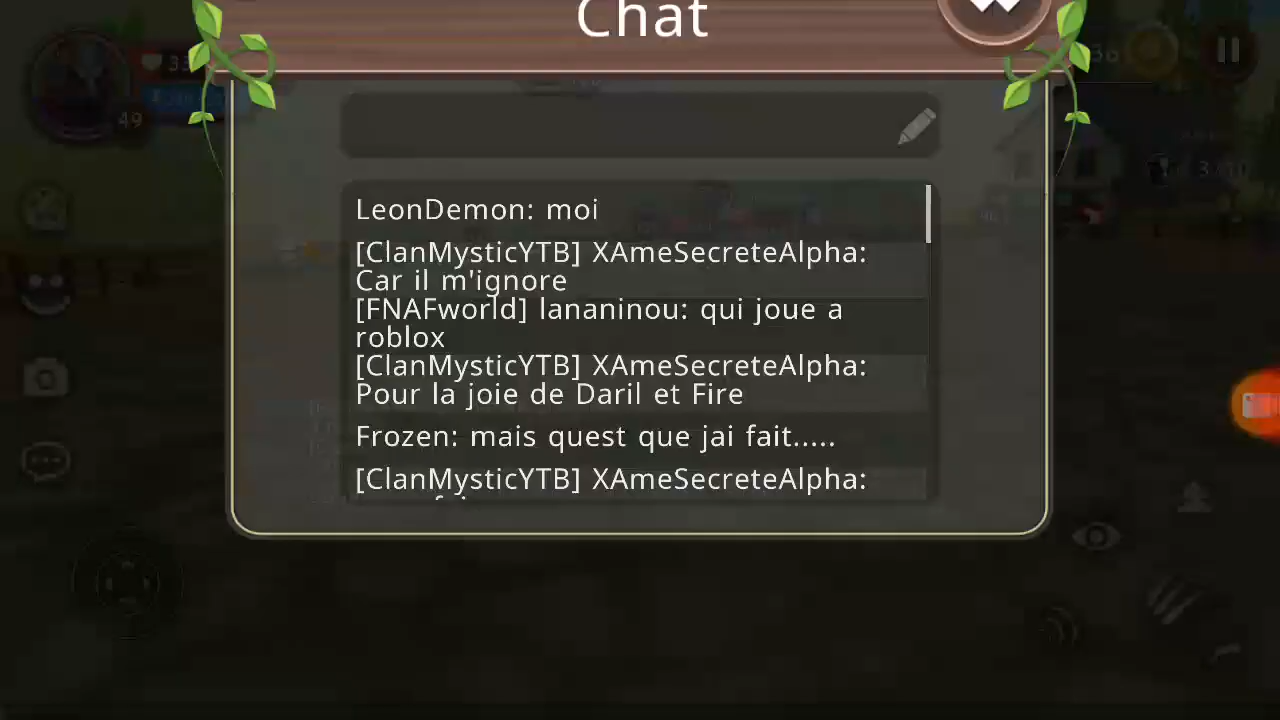 Chat
LeonDemon: moi
[ClanMysticYTB] XAmeSecreteAlpha:
Car il m'ignore
[FNAFworld] lananinou: qui joue a
roblox
[ClanMysticYTB] XAmeSecreteAlpha:
Pour la joie de Daril et Fire
Frozen: mais quest que jai fait.....
[ClanMysticYTB] XAmeSecreteAlpha:
49